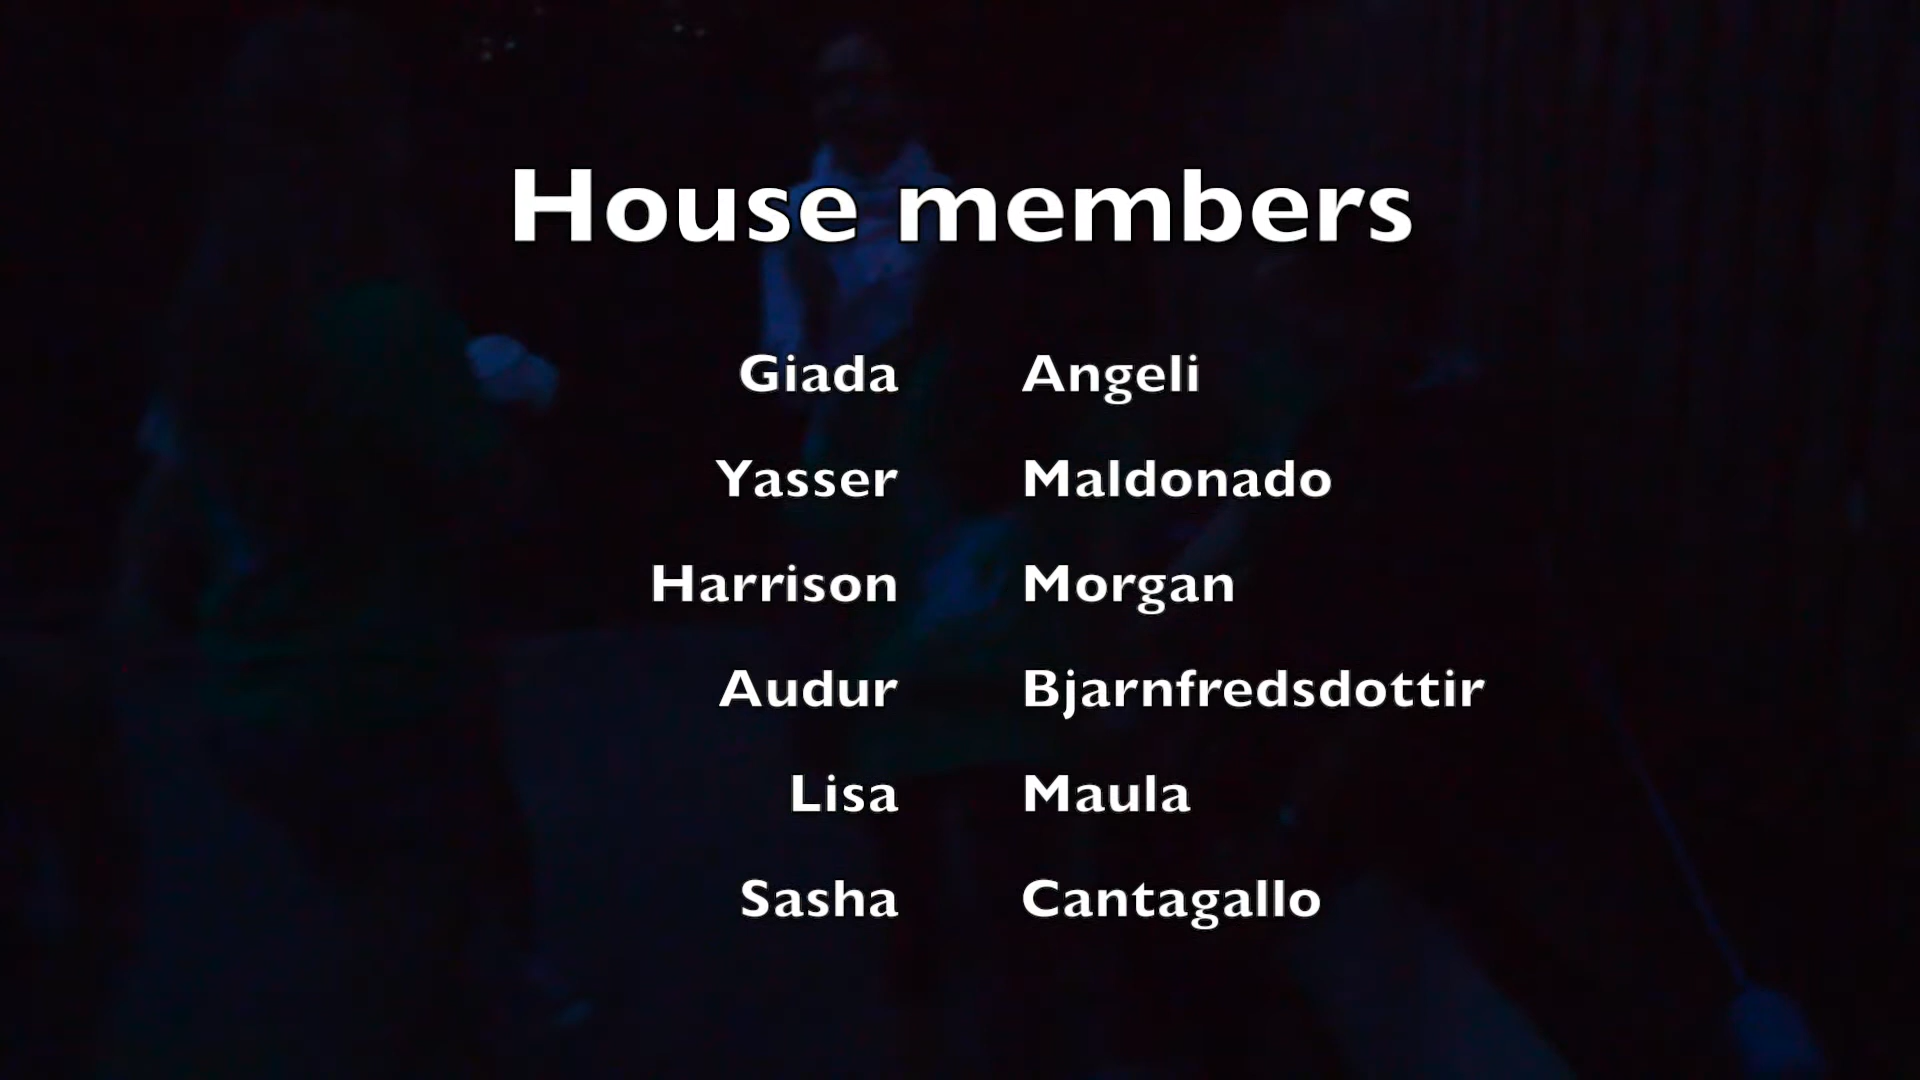 House members
Giada Angeli
Yasser Maldonado
Harrison Morgan
Audur Bjarnfredsdottir
Lisa Maula
Sasha Cantagallo